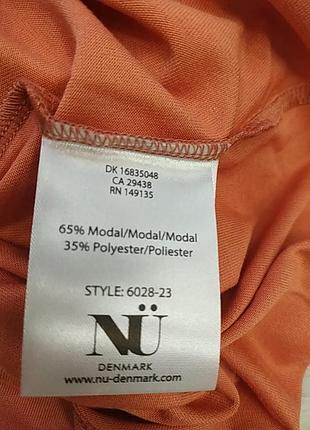 DK 16835048
CA 29438
RN 149135
65% Modal/Modal/Modal
35% Polyester/Poliester
STYLE: 6028-23
NÜ
DENMARK
www.nu-denmark.com